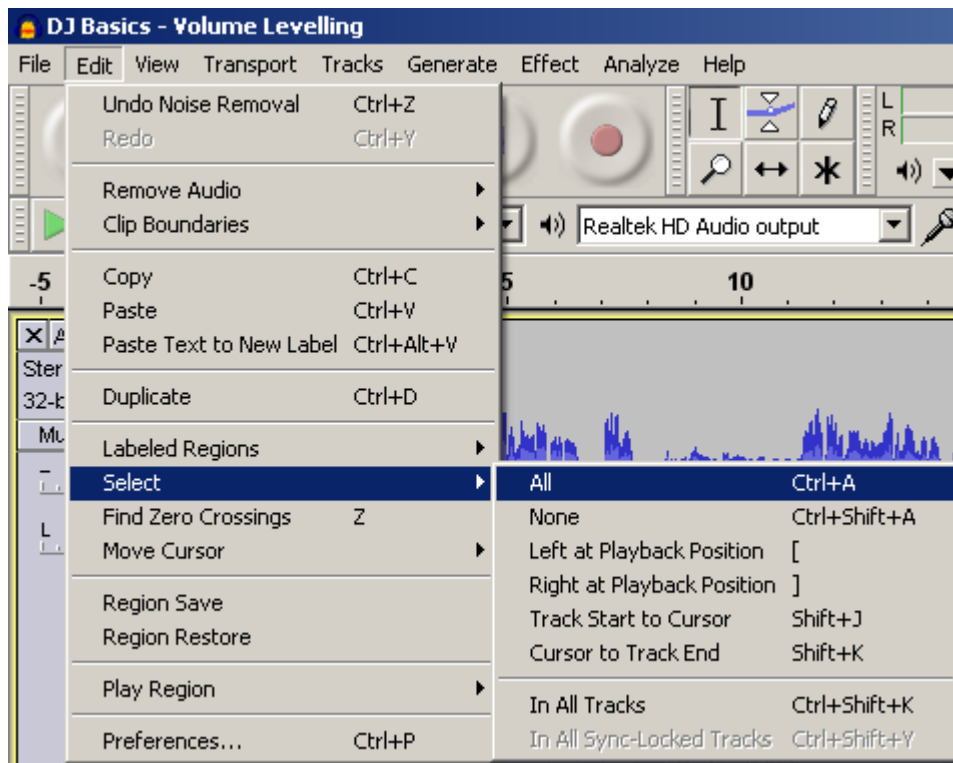 DJ Basics - Volume Levelling
File Edit View Transport Tracks Generate Effect Analyze Help
Undo Noise Removal Ctrl+Z
Redo Ctrl+Y
L
R
Remove Audio
Clip Boundaries
Realtek HD Audio output
-5 5 10
Copy Ctrl+C
Paste Ctrl+V
Paste Text to New Label Ctrl+Alt+V
Duplicate Ctrl+D
Labeled Regions
Select
Find Zero Crossings Z
Move Cursor
L
Region Save
Region Restore
Play Region
Preferences... Ctrl+P
All Ctrl+A
None Ctrl+Shift+A
Left at Playback Position [
Right at Playback Position ]
Track Start to Cursor Shift+J
Cursor to Track End Shift+K
In All Tracks Ctrl+Shift+K
In All Sync-Locked Tracks Ctrl+Shift+Y